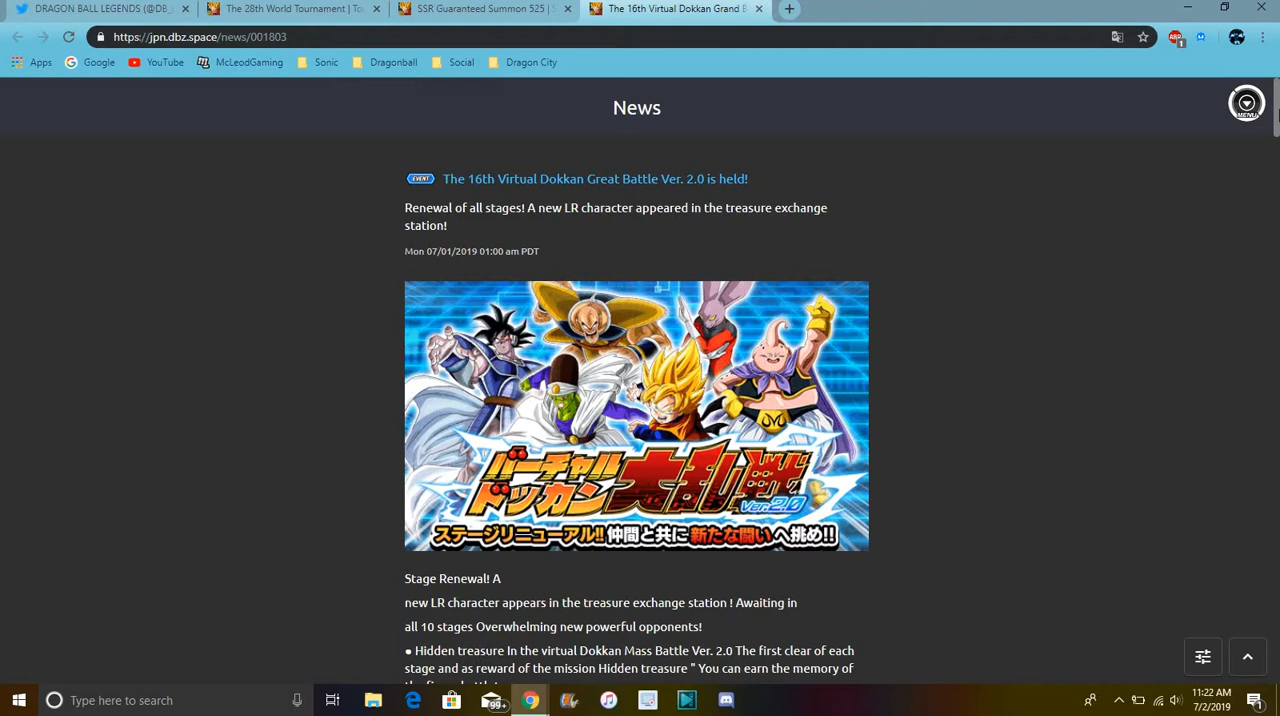 DRAGON BALL LEGENDS (@DB_
The 28th World Tournament | To
SSR Guaranteed Summon 525 | S
The 16th Virtual Dokkan Grand B
https://jpn.dbz.space/news/001803
Apps
Google
YouTube
McLeodGaming
Sonic
Dragonball
Social
Dragon City
News
MENU
EVENT The 16th Virtual Dokkan Great Battle Ver. 2.0 is held!
Renewal of all stages! A new LR character appeared in the treasure exchange
station!
Mon 07/01/2019 01:00 am PDT
バーチャル
ドッカン大乱戦
Ver.2.0
ステージリニューアル!!仲間と共に新たな闘いへ挑め!!
Stage Renewal! A
new LR character appears in the treasure exchange station ! Awaiting in
all 10 stages Overwhelming new powerful opponents!
● Hidden treasure In the virtual Dokkan Mass Battle Ver. 2.0 The first clear of each
stage and as reward of the mission Hidden treasure " You can earn the memory of
Type here to search
99+
11:22 AM
7/2/2019
1